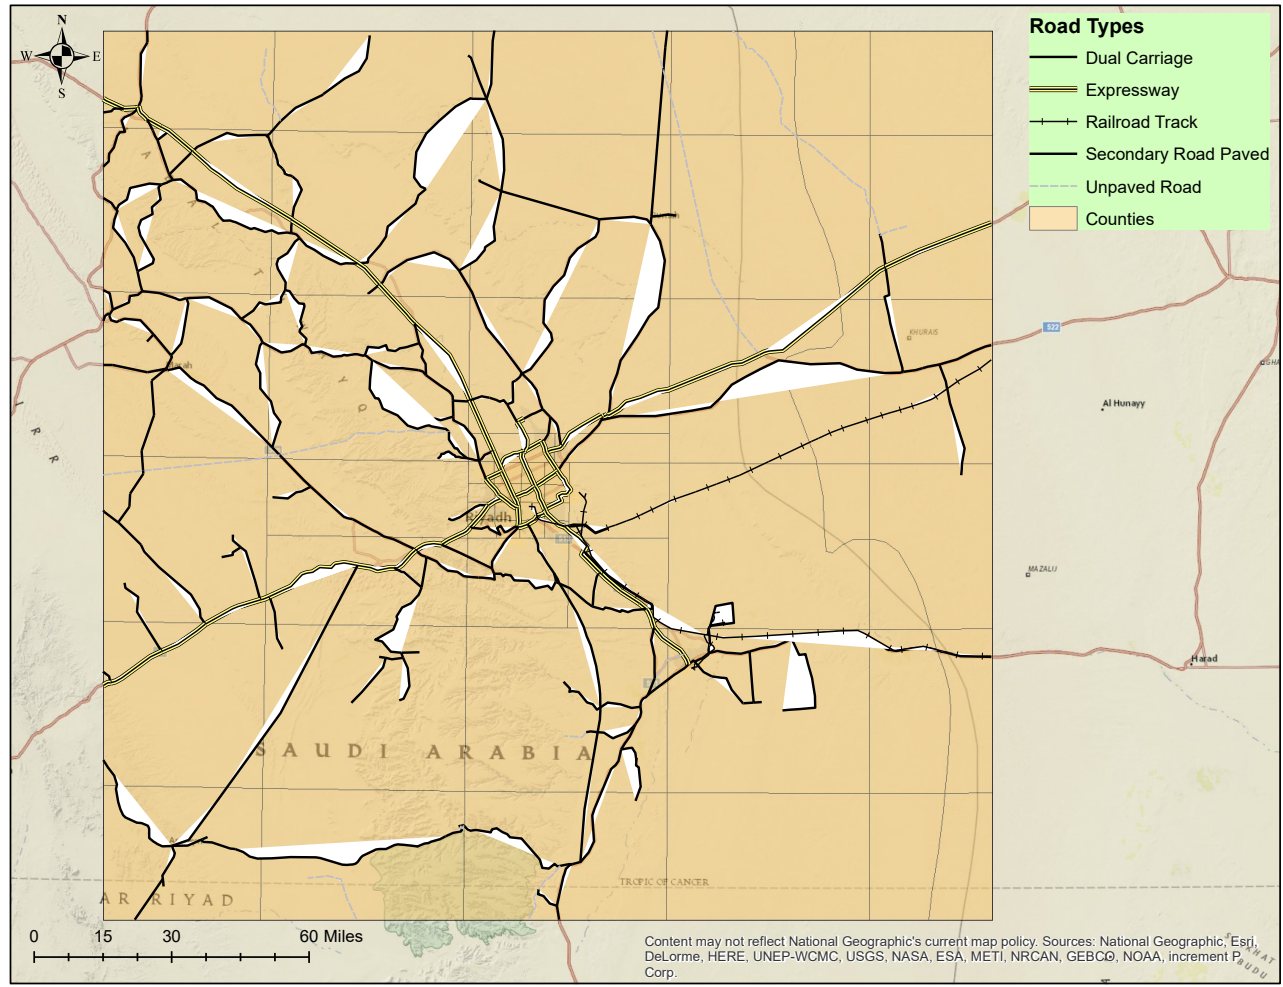 N
W E
S
Road Types
Dual Carriage
Expressway
Railroad Track
Secondary Road Paved
Unpaved Road
Counties
522
KHURAIS
Al Hunayy
Riyadh
MAZALIJ
Harad
SAUDI ARABIA
TROPIC OF CANCER
AR RIYAD
0 15 30 60 Miles
Content may not reflect National Geographic's current map policy. Sources: National Geographic, Esri,
DeLorme, HERE, UNEP-WCMC, USGS, NASA, ESA, METI, NRCAN, GEBCO, NOAA, increment P
Corp.